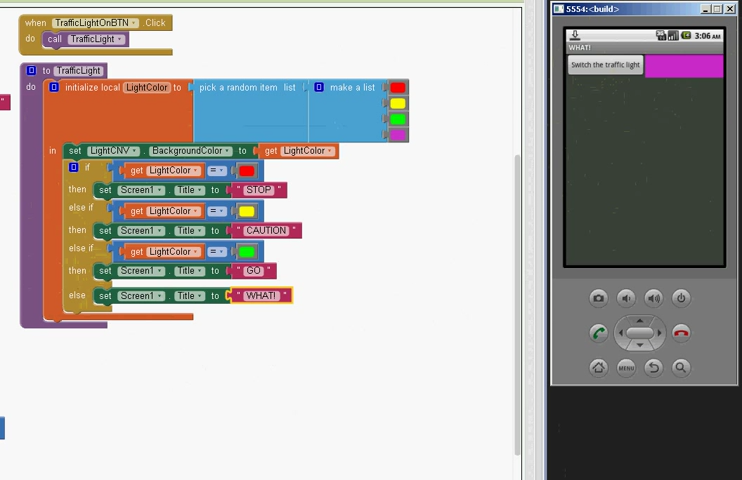 when TrafficLightOnBTN .Click
do call TrafficLight
to TrafficLight
do initialize local LightColor to pick a random item list make a list
in set LightCNV . BackgroundColor to get LightColor
if get LightColor =
then set Screen1 . Title to " STOP "
else if get LightColor =
then set Screen1 . Title to " CAUTION "
else if get LightColor =
then set Screen1 . Title to " GO "
else set Screen1 . Title to " WHAT! "
5554:<build>
3:06 AM
WHAT!
Switch the traffic light
MENU